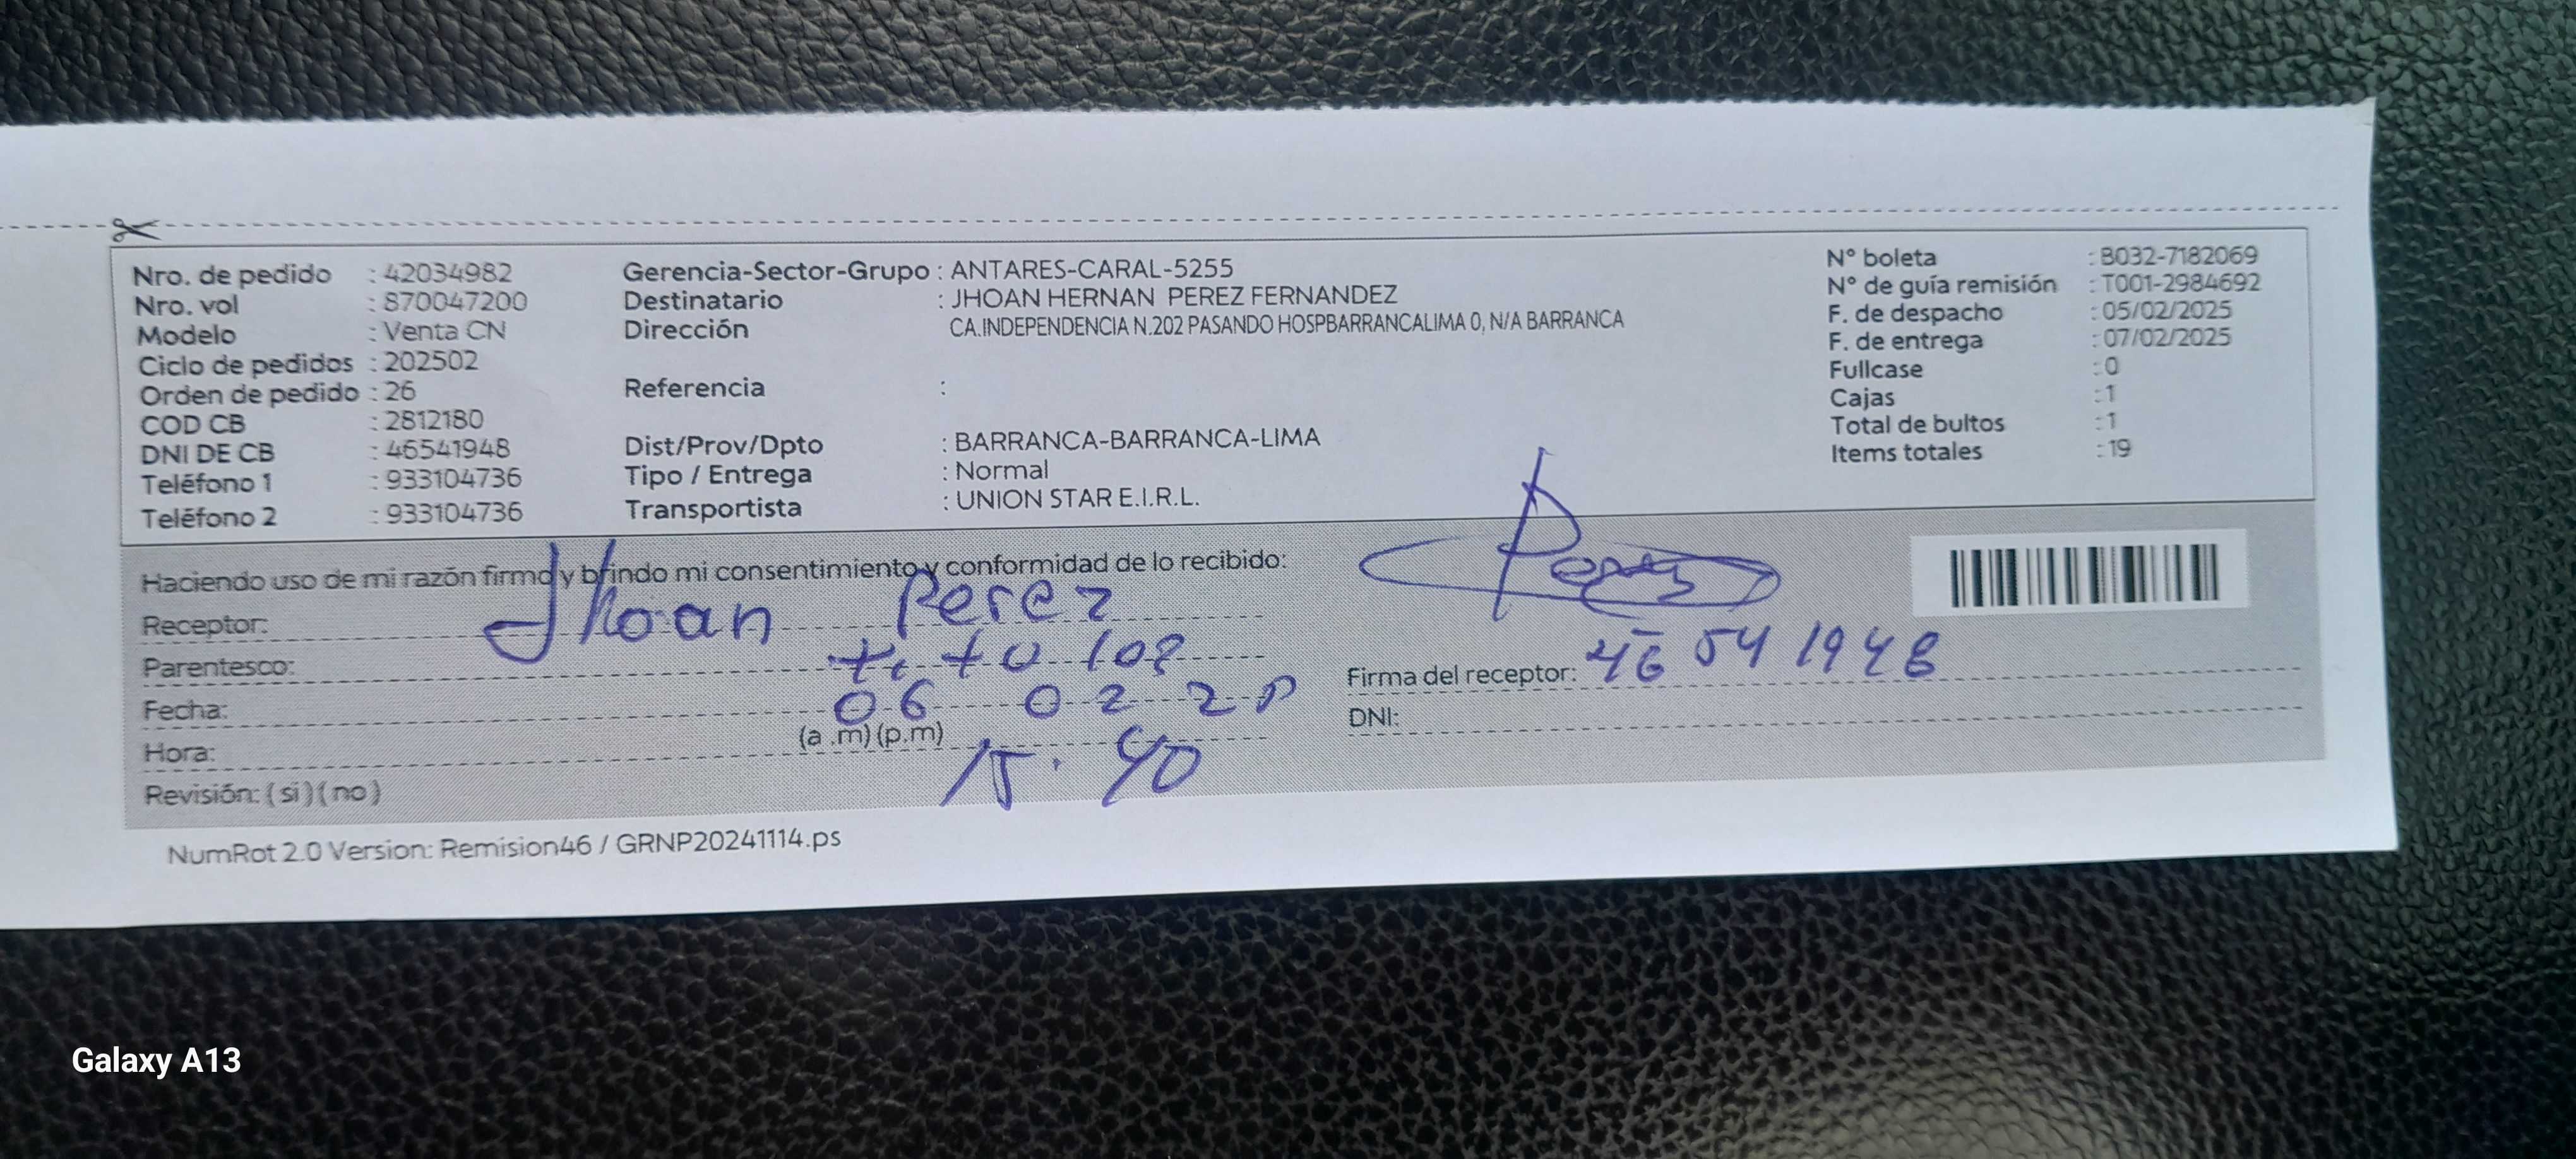 Nro. de pedido : 42034982
Nro. vol : 870047200
Modelo : Venta CN
Ciclo de pedidos : 202502
Orden de pedido : 26
COD CB : 2812180
DNI DE CB : 46541948
Teléfono 1 : 933104736
Teléfono 2 : 933104736
Gerencia-Sector-Grupo : ANTARES-CARAL-5255
Destinatario : JHOAN HERNAN PEREZ FERNANDEZ
Dirección CA.INDEPENDENCIA N.202 PASANDO HOSPBARRANCALIMA 0, N/A BARRANCA
Referencia :
Dist/Prov/Dpto : BARRANCA-BARRANCA-LIMA
Tipo / Entrega : Normal
Transportista : UNION STAR E.I.R.L.
N° boleta : B032-7182069
N° de guía remisión : T001-2984692
F. de despacho : 05/02/2025
F. de entrega : 07/02/2025
Fullcase : 0
Cajas : 1
Total de bultos : 1
Items totales : 19
Haciendo uso de mi razón firmo y brindo mi consentimiento y conformidad de lo recibido:
Receptor: Jhoan Perez
Parentesco:
Fecha: 06 02
Hora: (a .m) (p.m) 15. 40
Revisión: ( si ) ( no )
Perez
Firma del receptor: 46 54 1948
DNI:
NumRot 2.0 Version: Remision46 / GRNP20241114.ps
Galaxy A13